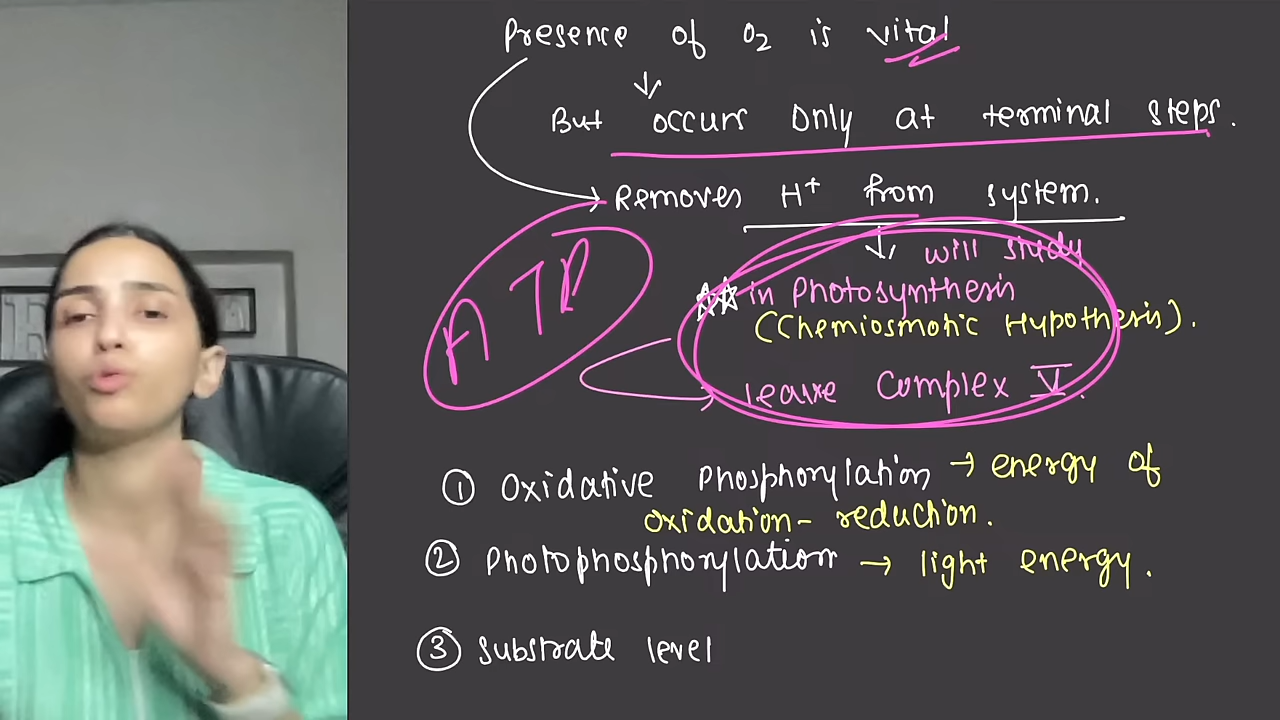 Presence of O₂ is vital
↓
But occurs only at terminal steps.
→ Removes H⁺ from system.
ATP
↓ will study
☆☆ in Photosynthesis
(Chemiosmotic Hypothesis).
leave Complex V.
① Oxidative Phosphorylation → energy of
oxidation- reduction.
② Photophosphorylation → light energy.
③ Substrate level